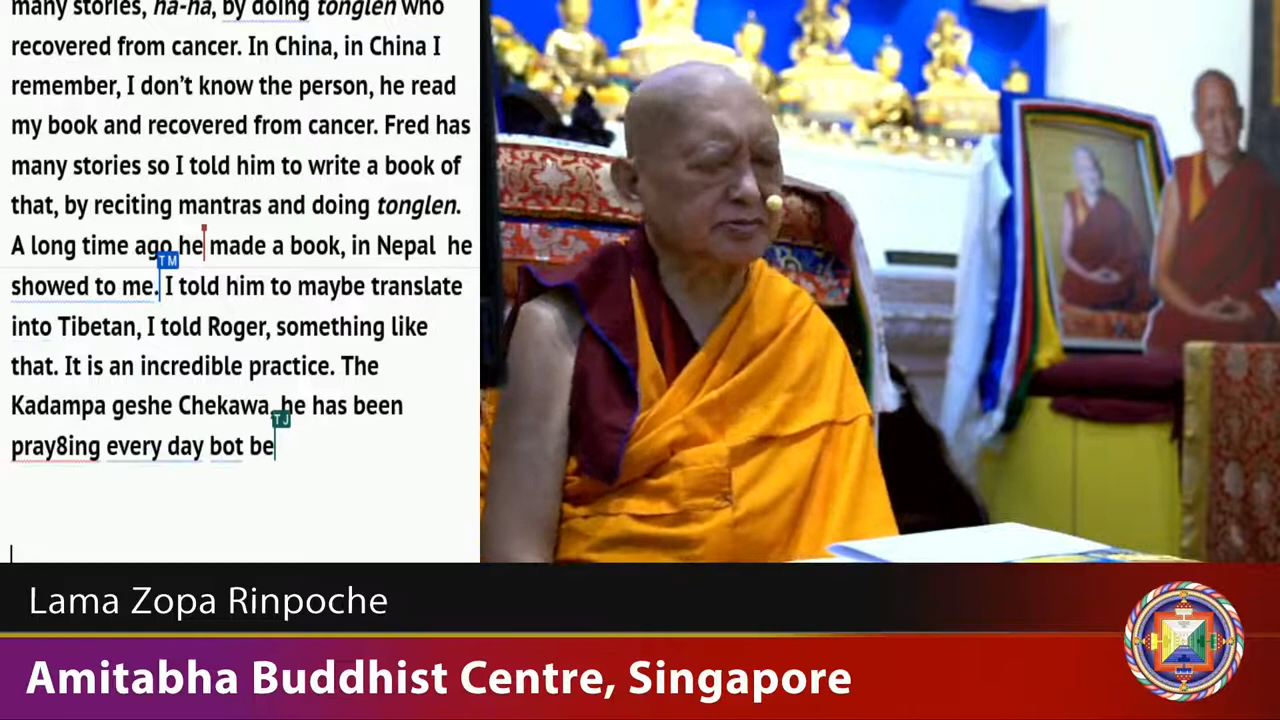 many stories, ha-ha, by doing tonglen who
recovered from cancer. In China, in China I
remember, I don’t know the person, he read
my book and recovered from cancer. Fred has
many stories so I told him to write a book of
that, by reciting mantras and doing tonglen.
A long time ago he made a book, in Nepal  he
TM
showed to me. I told him to maybe translate
into Tibetan, I told Roger, something like
that. It is an incredible practice. The
Kadampa geshe Chekawa, he has been
TJ
pray8ing every day bot be
Lama Zopa Rinpoche
Amitabha Buddhist Centre, Singapore